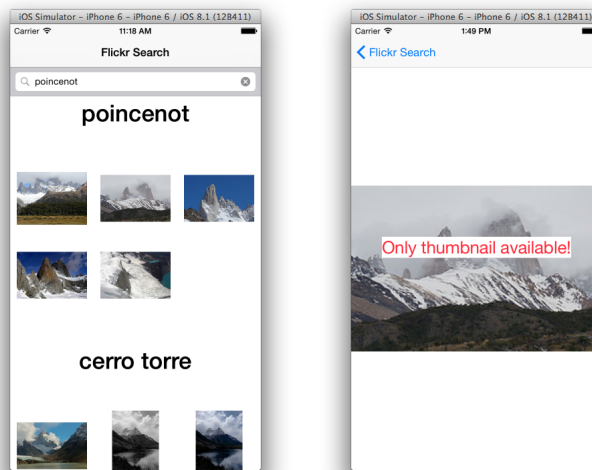 iOS Simulator - iPhone 6 - iPhone 6 / iOS 8.1 (12B411)
Carrier 11:18 AM
Flickr Search
poincenot
poincenot
cerro torre
iOS Simulator - iPhone 6 - iPhone 6 / iOS 8.1 (12B411)
Carrier 1:49 PM
Flickr Search
Only thumbnail available!